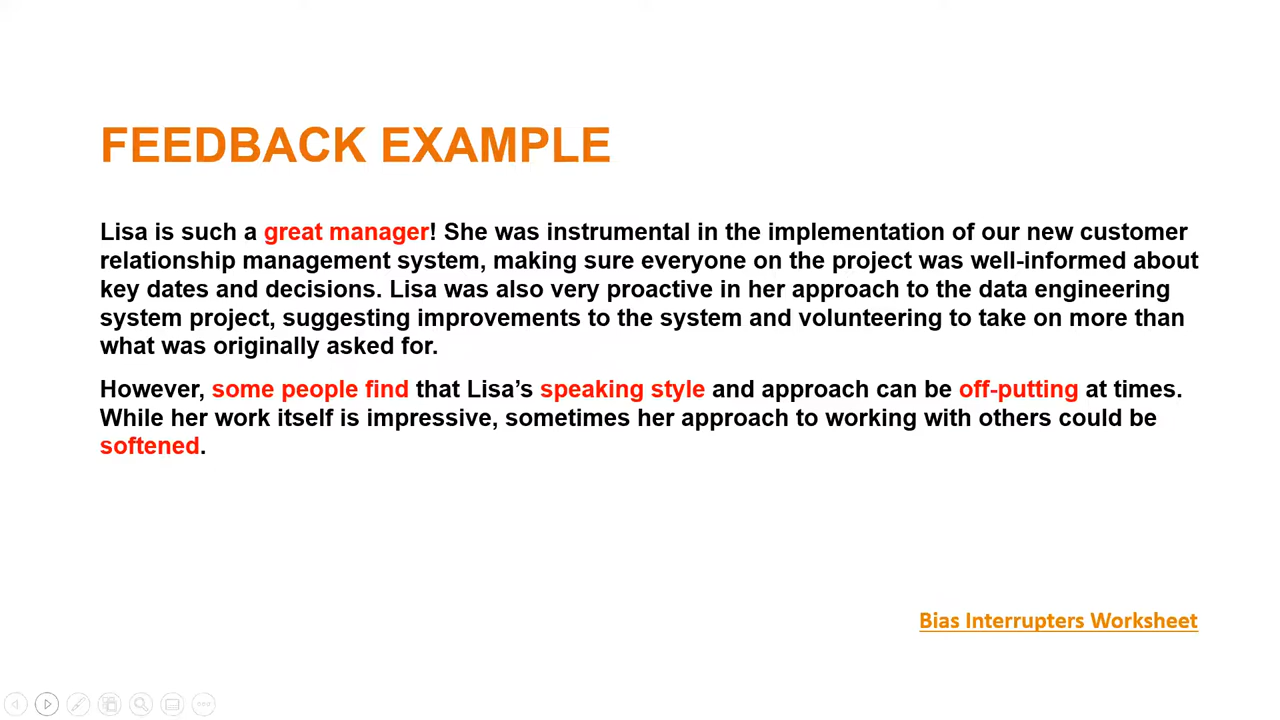 FEEDBACK EXAMPLE
Lisa is such a great manager! She was instrumental in the implementation of our new customer
relationship management system, making sure everyone on the project was well-informed about
key dates and decisions. Lisa was also very proactive in her approach to the data engineering
system project, suggesting improvements to the system and volunteering to take on more than
what was originally asked for.
However, some people find that Lisa’s speaking style and approach can be off-putting at times.
While her work itself is impressive, sometimes her approach to working with others could be
softened.
Bias Interrupters Worksheet